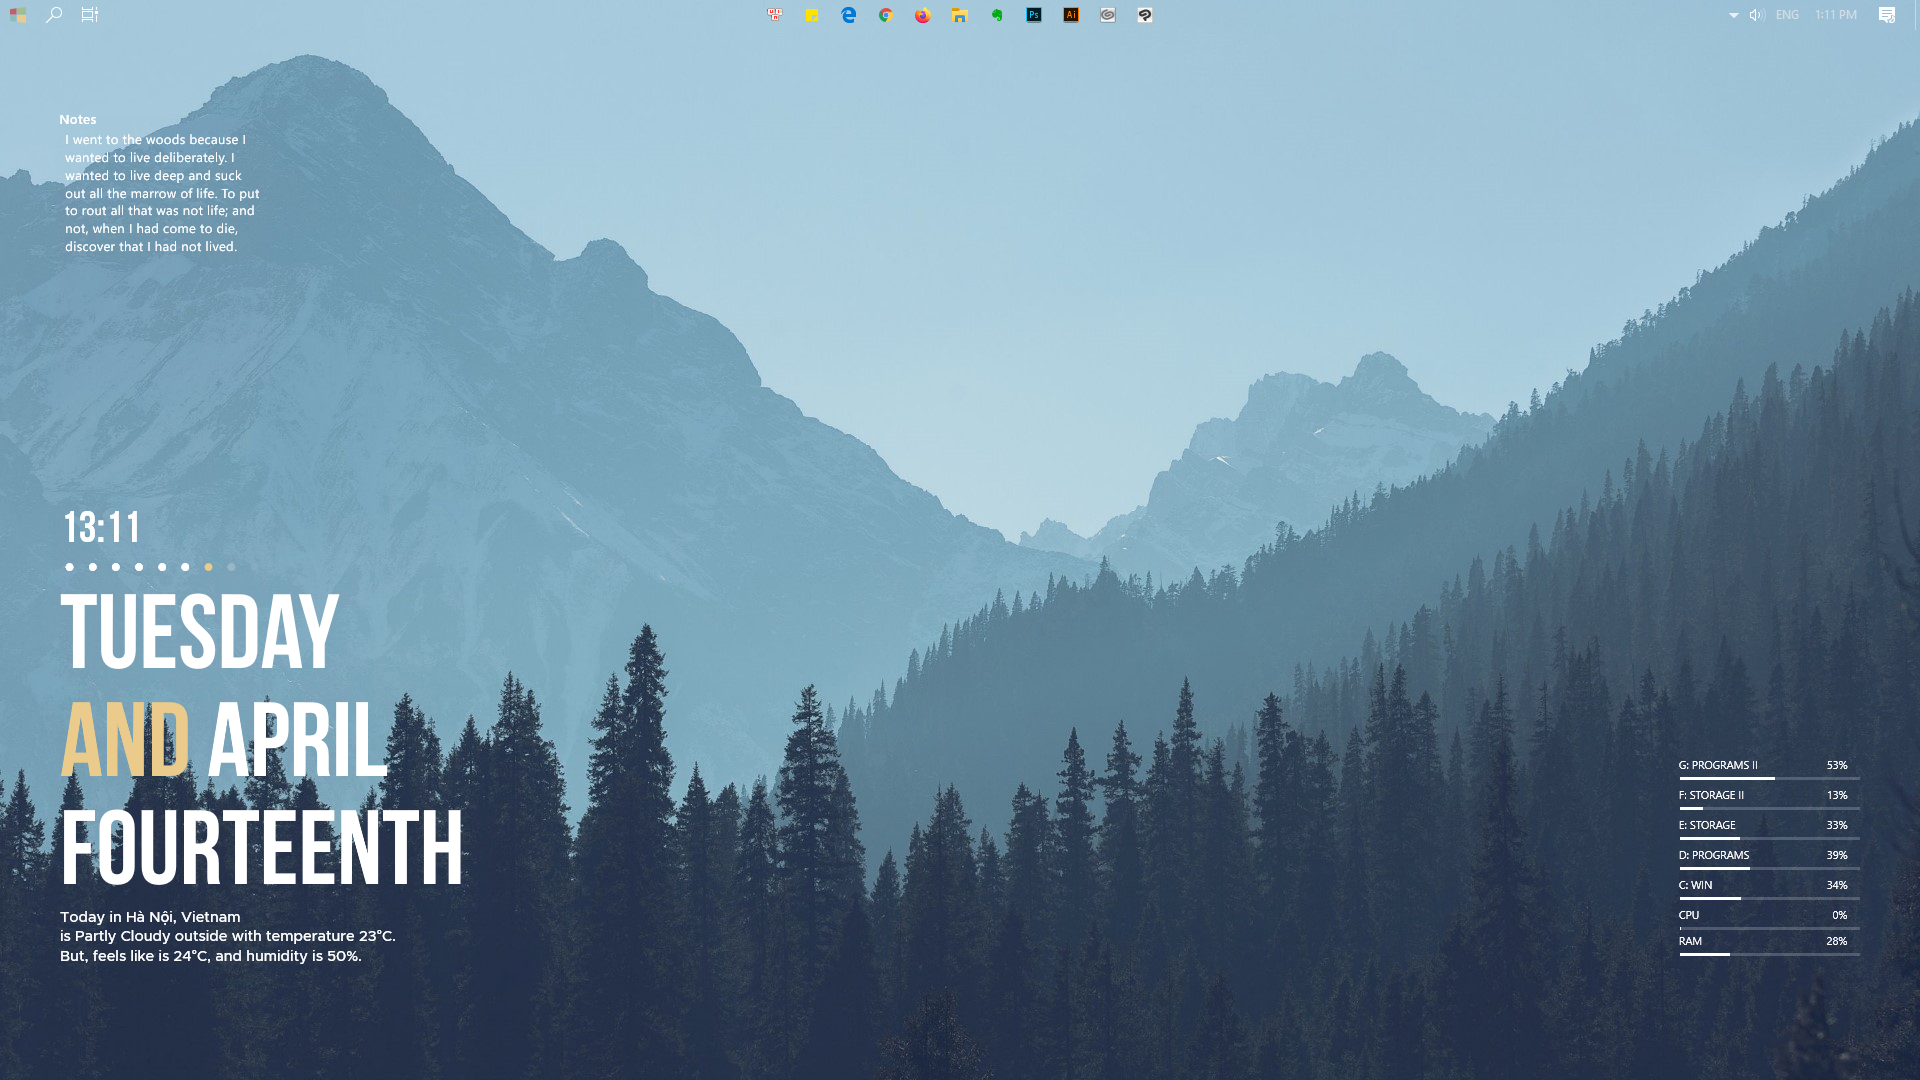 Ps
Ai
ENG
1:11 PM
Notes
I went to the woods because I
wanted to live deliberately. I
wanted to live deep and suck
out all the marrow of life. To put
to rout all that was not life; and
not, when I had come to die,
discover that I had not lived.
13:11
TUESDAY
AND APRIL
FOURTEENTH
Today in Hà Nội, Vietnam
is Partly Cloudy outside with temperature 23°C.
But, feels like is 24°C, and humidity is 50%.
G: PROGRAMS II 53%
F: STORAGE II 13%
E: STORAGE 33%
D: PROGRAMS 39%
C: WIN 34%
CPU 0%
RAM 28%